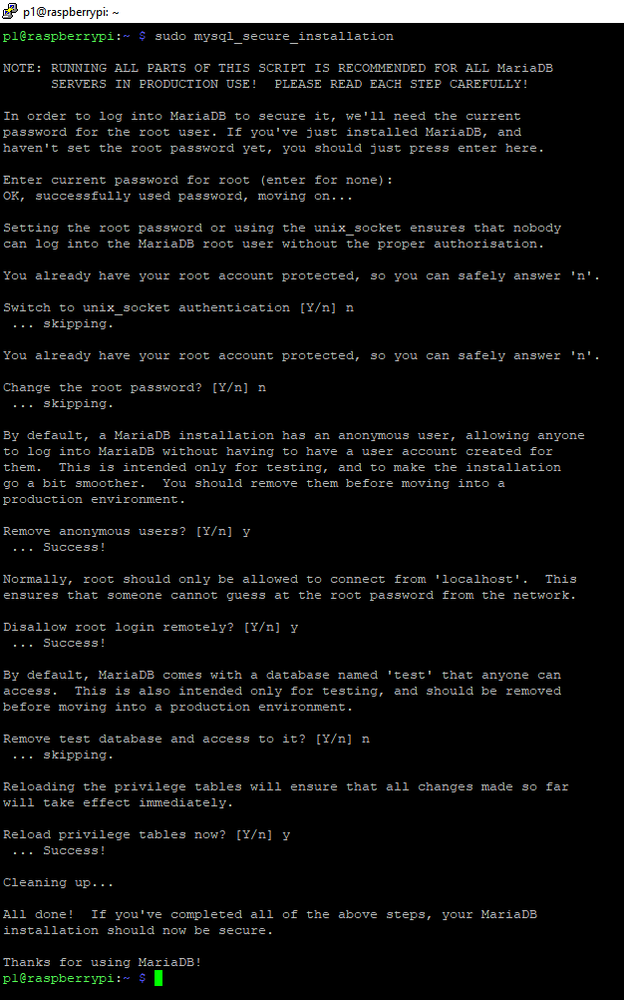 p1@raspberrypi: ~
p1@raspberrypi:~ $ sudo mysql_secure_installation
NOTE: RUNNING ALL PARTS OF THIS SCRIPT IS RECOMMENDED FOR ALL MariaDB
      SERVERS IN PRODUCTION USE!  PLEASE READ EACH STEP CAREFULLY!
In order to log into MariaDB to secure it, we'll need the current
password for the root user. If you've just installed MariaDB, and
haven't set the root password yet, you should just press enter here.
Enter current password for root (enter for none):
OK, successfully used password, moving on...
Setting the root password or using the unix_socket ensures that nobody
can log into the MariaDB root user without the proper authorisation.
You already have your root account protected, so you can safely answer 'n'.
Switch to unix_socket authentication [Y/n] n
 ... skipping.
You already have your root account protected, so you can safely answer 'n'.
Change the root password? [Y/n] n
 ... skipping.
By default, a MariaDB installation has an anonymous user, allowing anyone
to log into MariaDB without having to have a user account created for
them.  This is intended only for testing, and to make the installation
go a bit smoother.  You should remove them before moving into a
production environment.
Remove anonymous users? [Y/n] y
 ... Success!
Normally, root should only be allowed to connect from 'localhost'.  This
ensures that someone cannot guess at the root password from the network.
Disallow root login remotely? [Y/n] y
 ... Success!
By default, MariaDB comes with a database named 'test' that anyone can
access.  This is also intended only for testing, and should be removed
before moving into a production environment.
Remove test database and access to it? [Y/n] n
 ... skipping.
Reloading the privilege tables will ensure that all changes made so far
will take effect immediately.
Reload privilege tables now? [Y/n] y
 ... Success!
Cleaning up...
All done!  If you've completed all of the above steps, your MariaDB
installation should now be secure.
Thanks for using MariaDB!
p1@raspberrypi:~ $